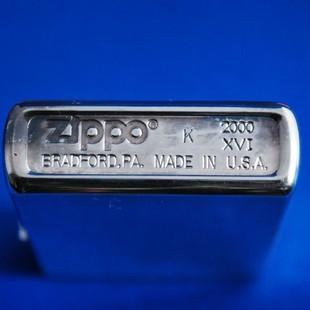 zippo® K 2000
XVI
BRADFORD, PA. MADE IN U.S.A.